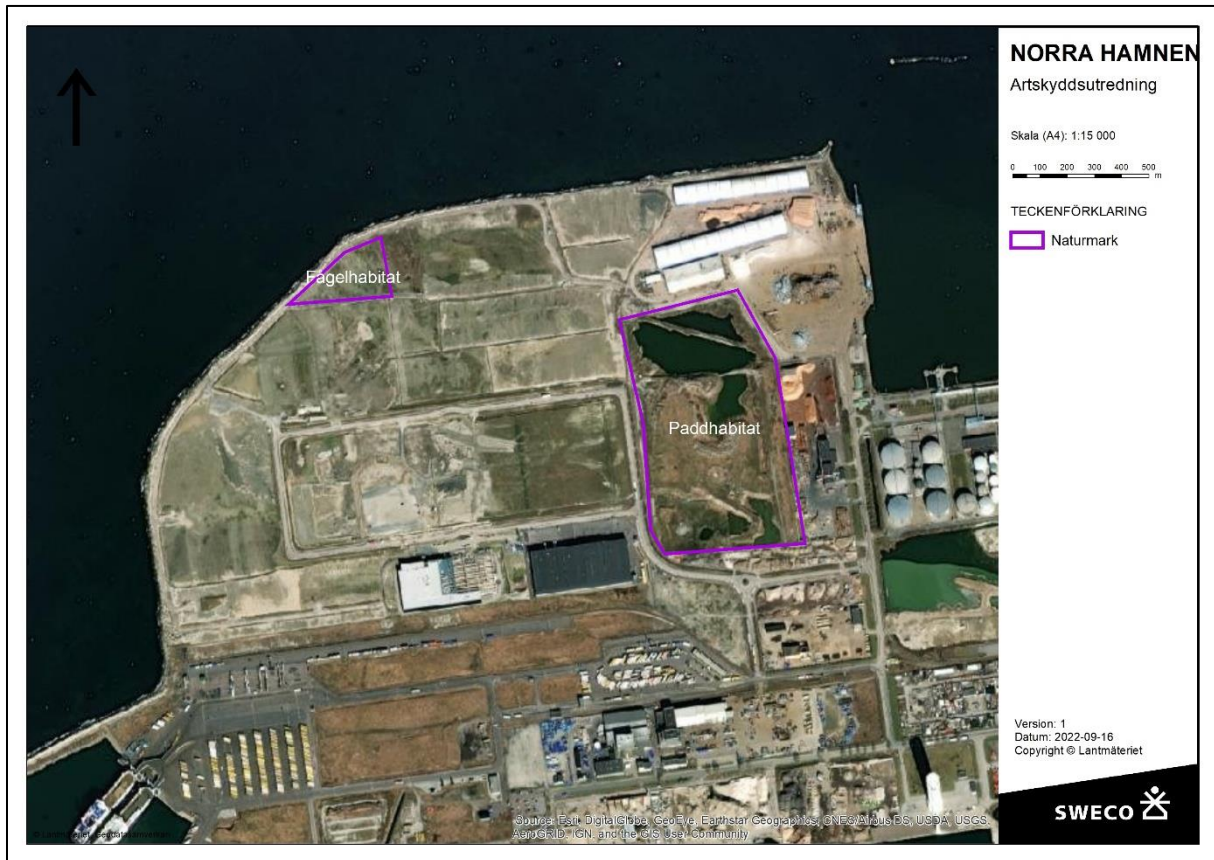 NORRA HAMNEN
Artskyddsutredning
Skala (A4): 1:15 000
0 100 200 300 400 500
m
TECKENFÖRKLARING
Naturmark
Fågelhabitat
Paddhabitat
Version: 1
Datum: 2022-09-16
Copyright © Lantmäteriet
SWECO
© Lantmäteriet, Geodatasamverkan
Source: Esri, DigitalGlobe, GeoEye, Earthstar Geographics, CNES/Airbus DS, USDA, USGS,
AeroGRID, IGN, and the GIS User Community